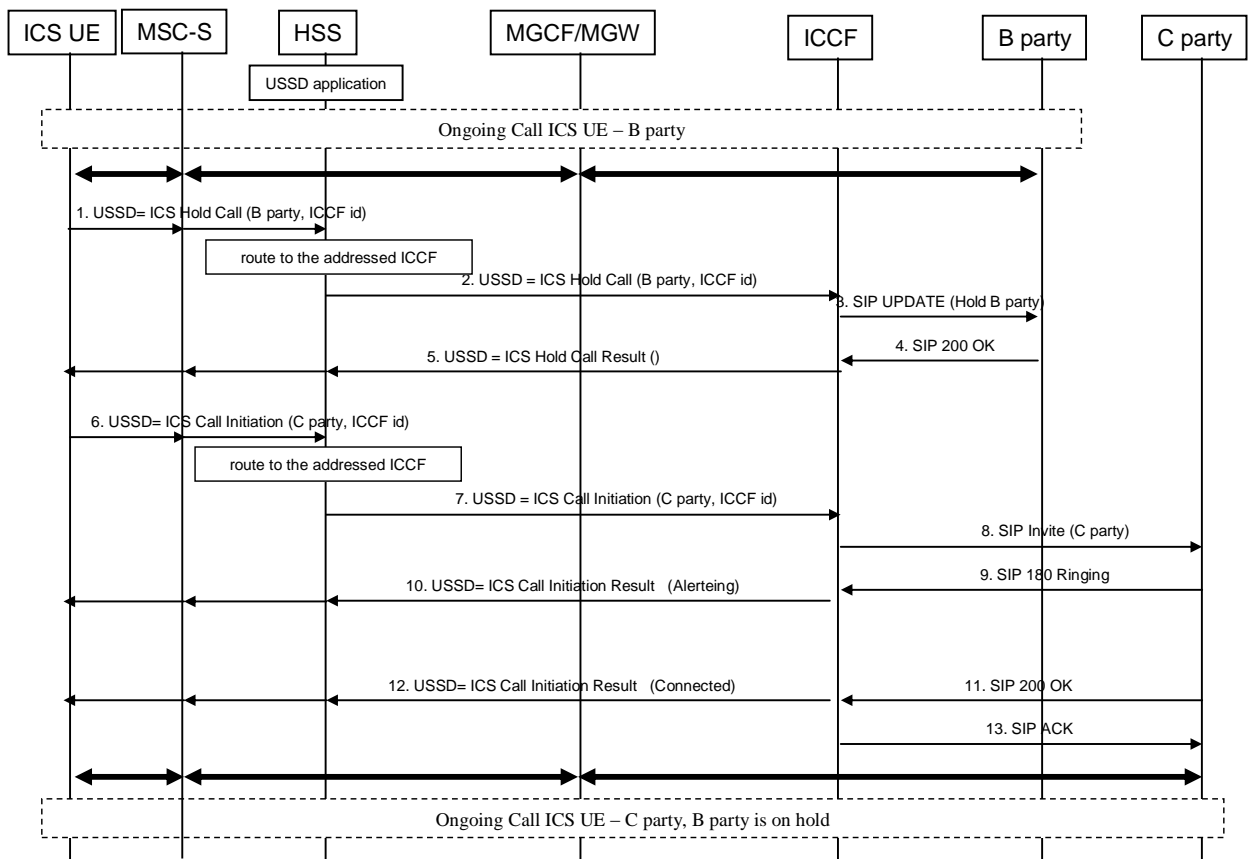 ICS UE
MSC-S
HSS
MGCF/MGW
ICCF
B party
C party
USSD application
Ongoing Call ICS UE – B party
1. USSD= ICS Hold Call (B party, ICCF id)
route to the addressed ICCF
2. USSD = ICS Hold Call (B party, ICCF id)
3. SIP UPDATE (Hold B party)
4. SIP 200 OK
5. USSD = ICS Hold Call Result ()
6. USSD= ICS Call Initiation (C party, ICCF id)
route to the addressed ICCF
7. USSD = ICS Call Initiation (C party, ICCF id)
8. SIP Invite (C party)
9. SIP 180 Ringing
10. USSD= ICS Call Initiation Result (Alerteing)
12. USSD= ICS Call Initiation Result (Connected)
11. SIP 200 OK
13. SIP ACK
Ongoing Call ICS UE – C party, B party is on hold